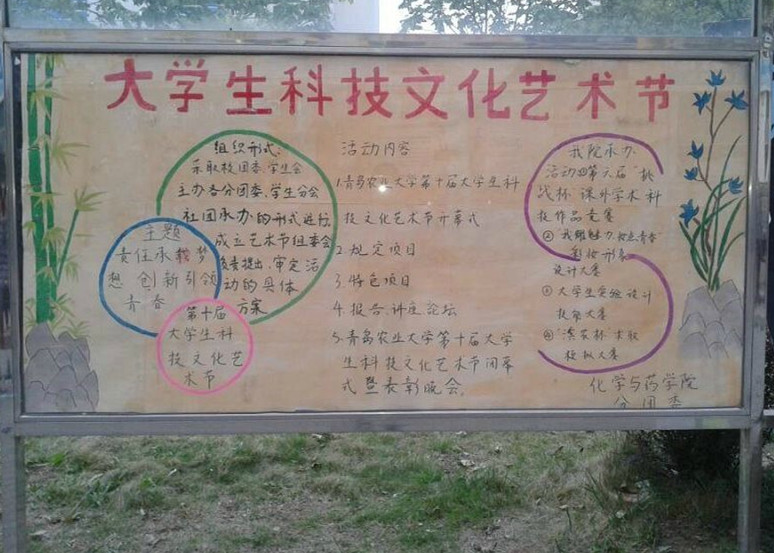 大学生科技文化艺术节
组织形式:
采取校团委、学生会
主办各分团委、学生分会
社团承办的形式进行,
成立艺术节组委会
负责提出、审定活
动的具体
方案
主题
责任承载梦
想 创新引领
青春
第十届
大学生科
技文化艺
术节
活动内容
1.青岛农业大学第十届大学生科
技文化艺术节开幕式
2.规定项目
3.特色项目
4.报告、讲座、论坛
5.青岛农业大学第十届大学
生科技文化艺术节闭幕
式暨表彰晚会。
我院承办
活动 第六届"挑
战杯"课外学术科
技作品竞赛
②"我 魅力 青春"
彩妆形象
设计大赛
③大学生实验设计
技能大赛
④ 杯"求职
模拟大赛
化学与药学院
分团委